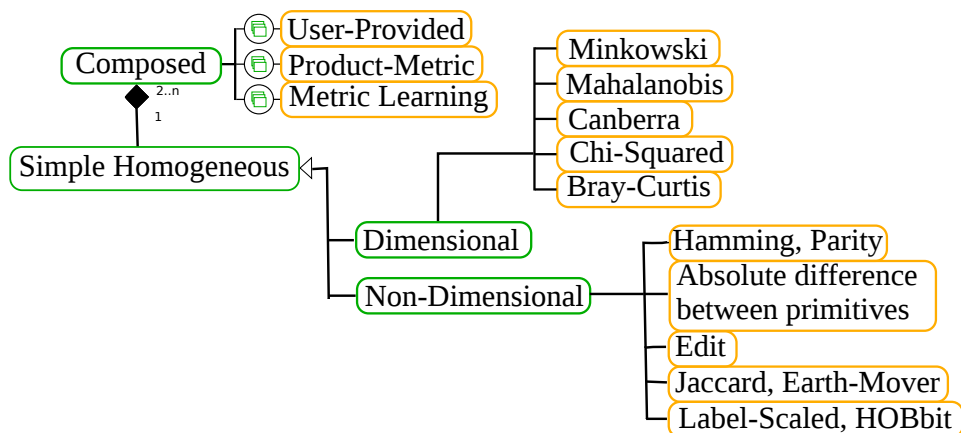 User-Provided
Composed
Product-Metric
Metric Learning
2..n
1
Simple Homogeneous
Minkowski
Mahalanobis
Canberra
Chi-Squared
Bray-Curtis
Dimensional
Non-Dimensional
Hamming, Parity
Absolute difference
between primitives
Edit
Jaccard, Earth-Mover
Label-Scaled, HOBbit